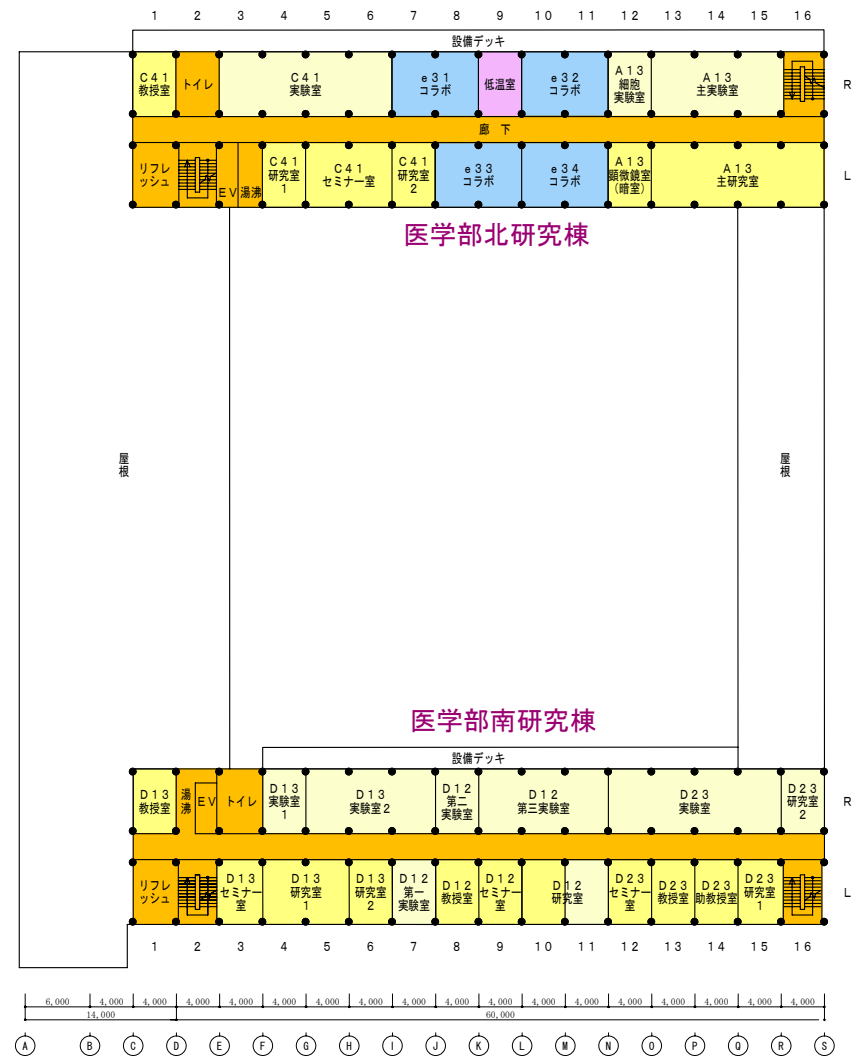 1 2 3 4 5 6 7 8 9 10 11 12 13 14 15 16
設備デッキ
C41
教授室
トイレ
C41
実験室
e31
コラボ
低温室
e32
コラボ
A13
細胞
実験室
A13
主実験室
R
廊下
リフレ
ッシュ
EV
湯沸
C41
研究室
1
C41
セミナー室
C41
研究室
2
e33
コラボ
e34
コラボ
A13
顕微鏡室
(暗室)
A13
主研究室
L
医学部北研究棟
屋根
屋根
医学部南研究棟
設備デッキ
D13
教授室
湯沸
EV
トイレ
D13
実験室
1
D13
実験室2
D12
第二
実験室
D12
第三実験室
D23
実験室
D23
研究室
2
R
リフレ
ッシュ
D13
セミナー
室
D13
研究室
1
D13
研究室
2
D12
第一
実験室
D12
教授室
D12
セミナー
室
D12
研究室
D23
セミナー
室
D23
教授室
D23
助教授室
D23
研究室
1
L
1 2 3 4 5 6 7 8 9 10 11 12 13 14 15 16
6,000 4,000 4,000 4,000 4,000 4,000 4,000 4,000 4,000 4,000 4,000 4,000 4,000 4,000 4,000 4,000 4,000 4,000
14,000 60,000
A B C D E F G H I J K L M N O P Q R S